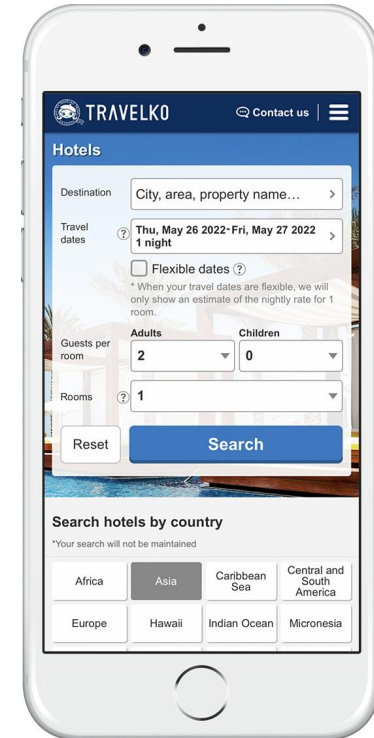 TRAVELKO
Contact us
Hotels
Destination
City, area, property name...
Travel
dates
?
Thu, May 26 2022-Fri, May 27 2022
1 night
Flexible dates ?
* When your travel dates are flexible, we will
only show an estimate of the nightly rate for 1
room.
Guests per
room
Adults
Children
2
0
Rooms
?
1
Reset
Search
Search hotels by country
*Your search will not be maintained
Africa
Asia
Caribbean
Sea
Central and
South
America
Europe
Hawaii
Indian Ocean
Micronesia